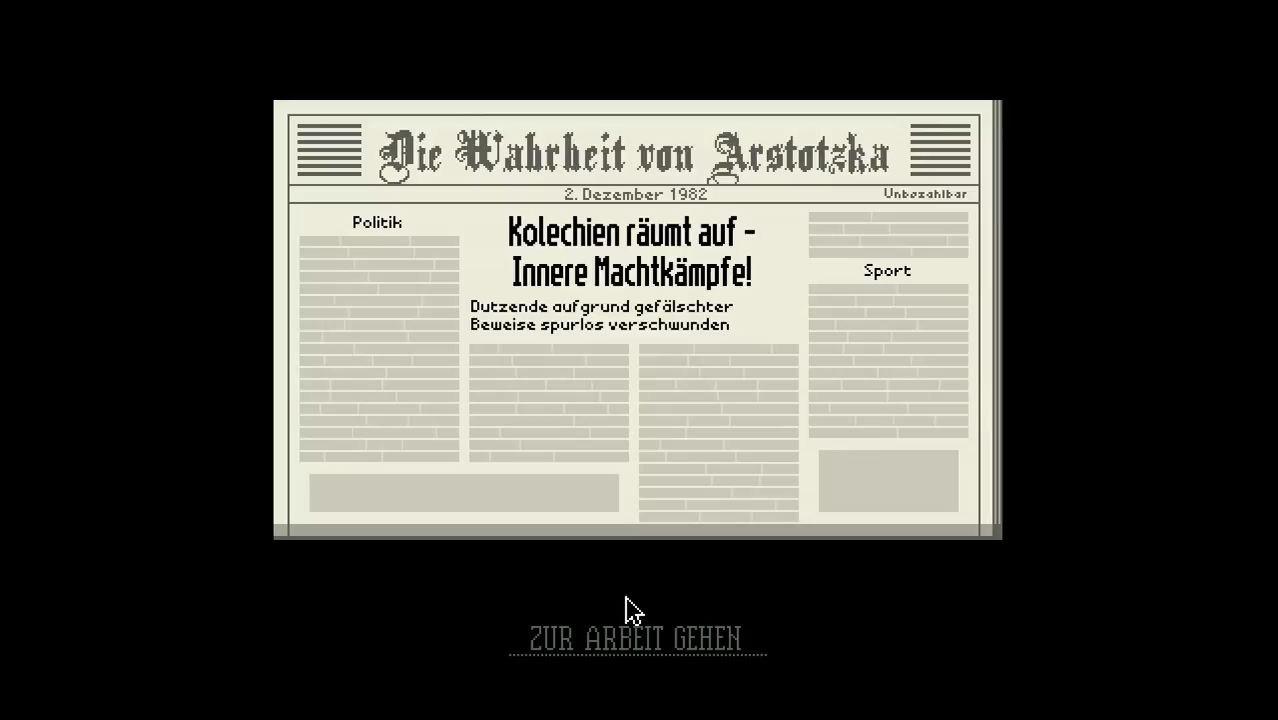 Die Wahrheit von Arstotzka
2. Dezember 1982
Unbezahlbar
Politik
Kolechien räumt auf -
Innere Machtkämpfe!
Dutzende aufgrund gefälschter
Beweise spurlos verschwunden
Sport
ZUR ARBEIT GEHEN